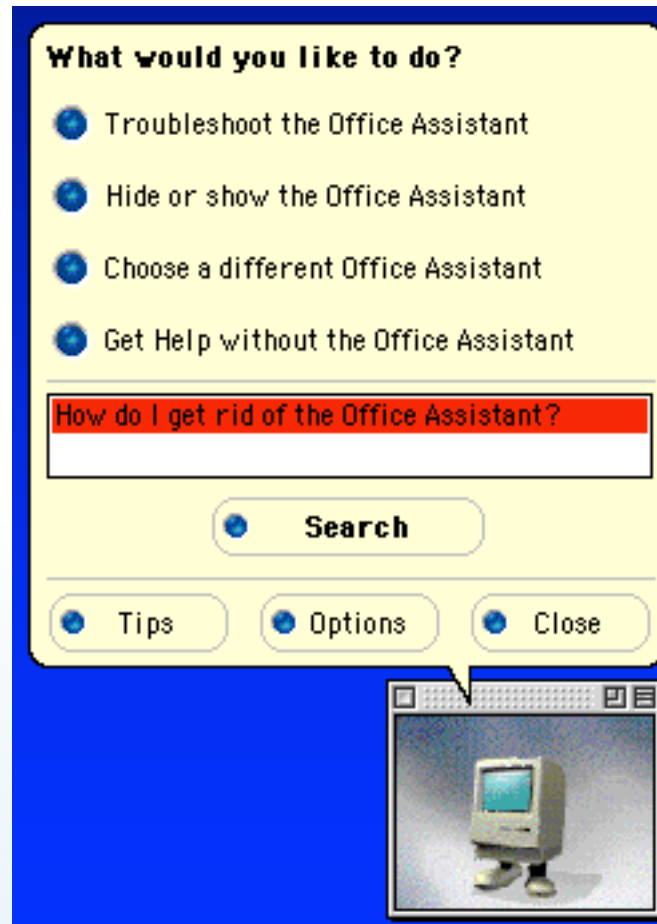 What would you like to do?
Troubleshoot the Office Assistant
Hide or show the Office Assistant
Choose a different Office Assistant
Get Help without the Office Assistant
How do I get rid of the Office Assistant?
Search
Tips
Options
Close